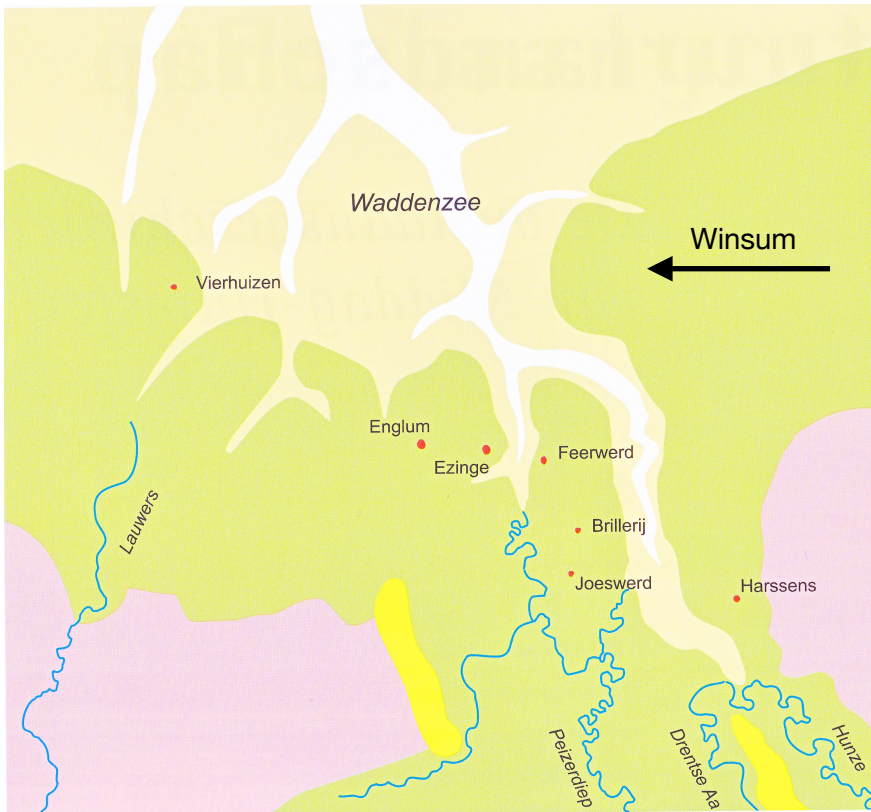 Waddenzee
Winsum
Vierhuizen
Englum
Ezinge
Feerwerd
Lauwers
Brillerij
Joeswerd
Harssens
Peizerdiep
Drentse Aa
Hunze